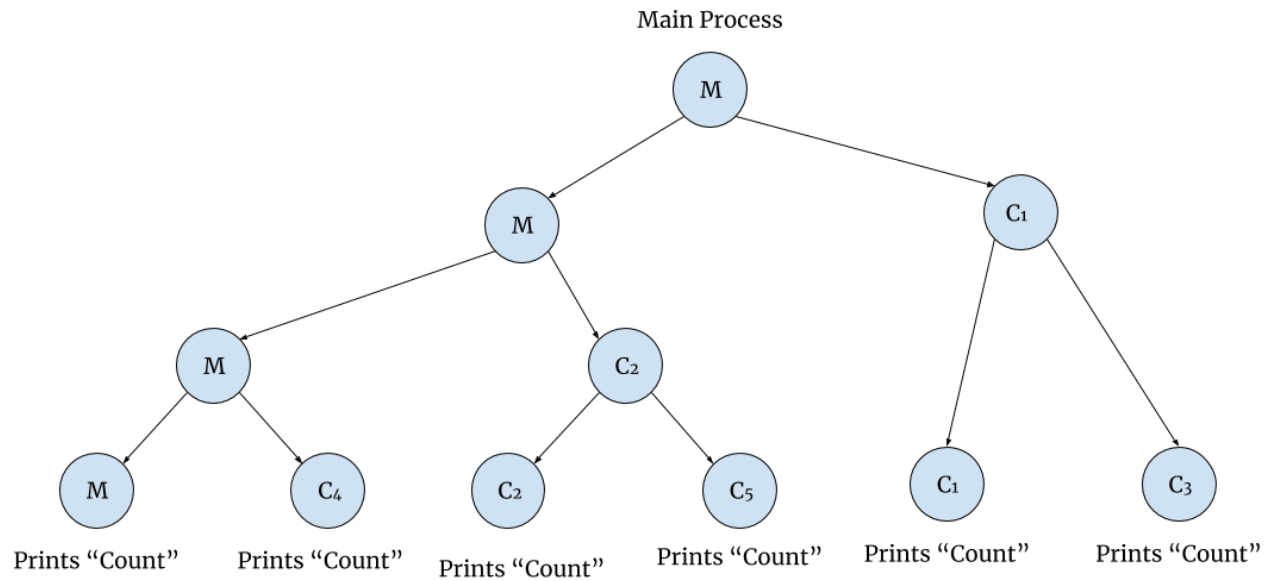 Main Process
M
M
C₁
M
C₂
M
C₄
C₂
C₅
C₁
C₃
Prints “Count”
Prints “Count”
Prints “Count”
Prints “Count”
Prints “Count”
Prints “Count”